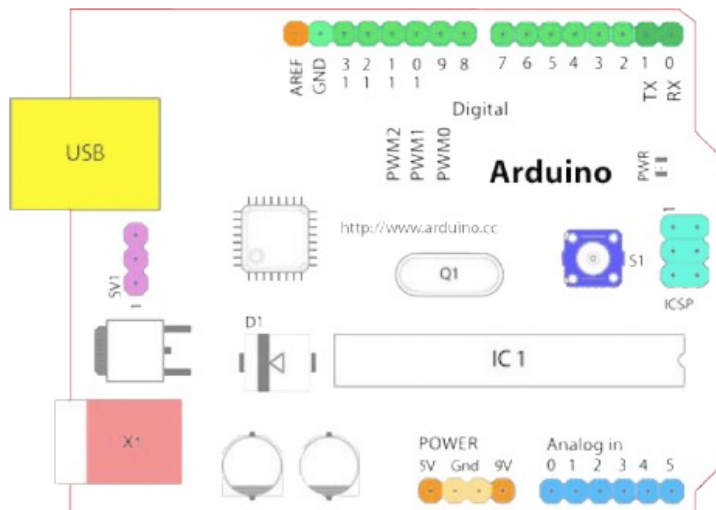 AREF GND 13 12 11 10 9 8 7 6 5 4 3 2 1 0
TX RX
Digital
USB
PWM2 PWM1 PWM0
Arduino
PWR
http://www.arduino.cc
1
SV1
1
Q1
S1
ICSP
D1
IC 1
X1
POWER
5V Gnd 9V
Analog in
0 1 2 3 4 5